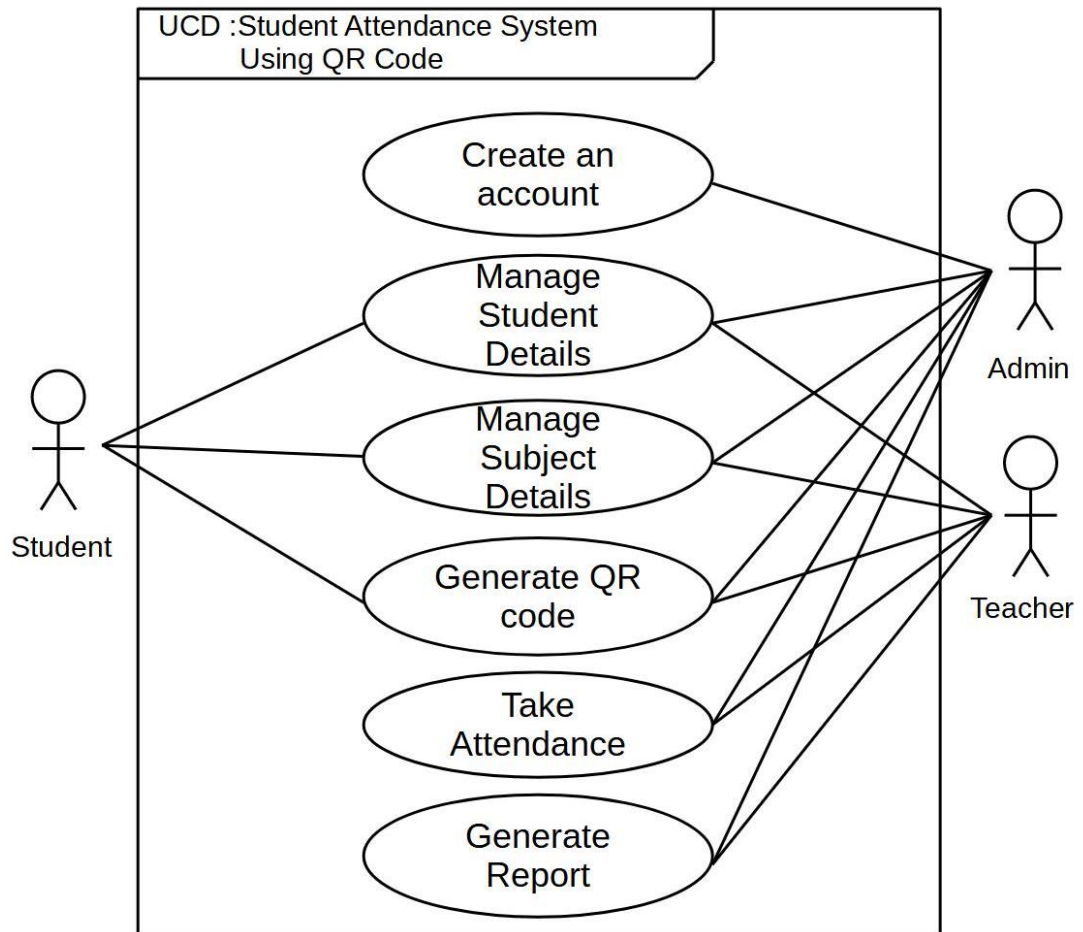 UCD :Student Attendance System
Using QR Code
Create an
account
Manage
Student
Details
Manage
Subject
Details
Generate QR
code
Take
Attendance
Generate
Report
Student
Admin
Teacher